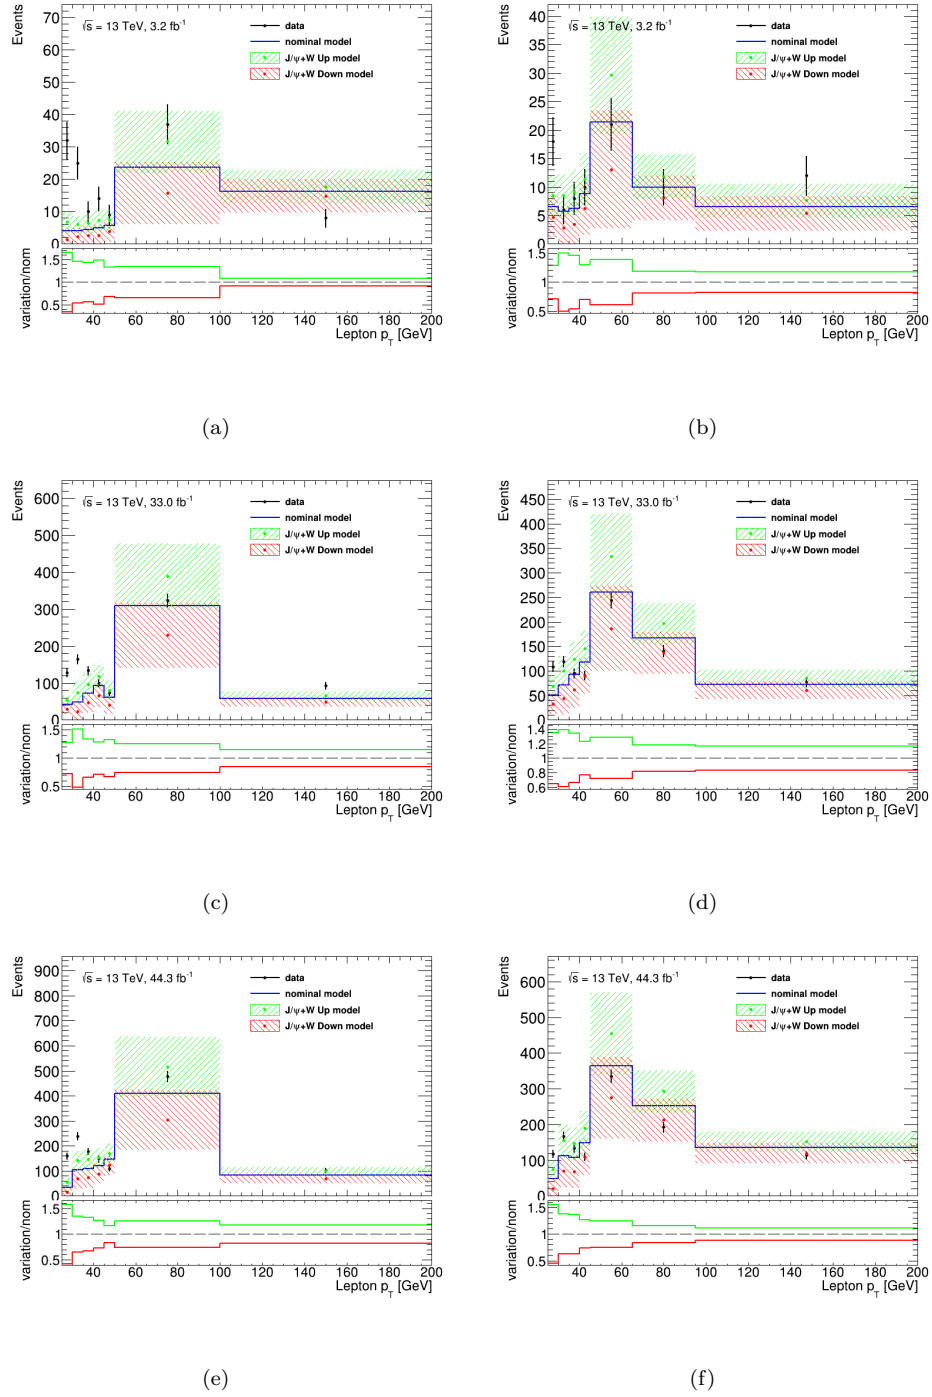 Events
70
60
50
40
30
20
10
0
√s = 13 TeV, 3.2 fb⁻¹
data
nominal model
J/ψ+W Up model
J/ψ+W Down model
variation/nom
1.5
1
0.5
40 60 80 100 120 140 160 180 200
Lepton p_T [GeV]
(a)
Events
40
35
30
25
20
15
10
5
0
√s = 13 TeV, 3.2 fb⁻¹
data
nominal model
J/ψ+W Up model
J/ψ+W Down model
variation/nom
1.5
1
0.5
40 60 80 100 120 140 160 180 200
Lepton p_T [GeV]
(b)
Events
600
500
400
300
200
100
0
√s = 13 TeV, 33.0 fb⁻¹
data
nominal model
J/ψ+W Up model
J/ψ+W Down model
variation/nom
1.5
1
0.5
40 60 80 100 120 140 160 180 200
Lepton p_T [GeV]
(c)
Events
450
400
350
300
250
200
150
100
50
0
√s = 13 TeV, 33.0 fb⁻¹
data
nominal model
J/ψ+W Up model
J/ψ+W Down model
variation/nom
1.4
1.2
1
0.8
0.6
40 60 80 100 120 140 160 180 200
Lepton p_T [GeV]
(d)
Events
900
800
700
600
500
400
300
200
100
0
√s = 13 TeV, 44.3 fb⁻¹
data
nominal model
J/ψ+W Up model
J/ψ+W Down model
variation/nom
1.5
1
0.5
40 60 80 100 120 140 160 180 200
Lepton p_T [GeV]
(e)
Events
600
500
400
300
200
100
0
√s = 13 TeV, 44.3 fb⁻¹
data
nominal model
J/ψ+W Up model
J/ψ+W Down model
variation/nom
1.5
1
0.5
40 60 80 100 120 140 160 180 200
Lepton p_T [GeV]
(f)